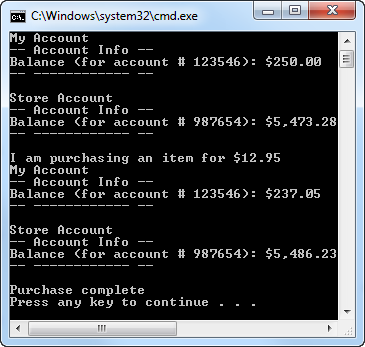 C:\Windows\system32\cmd.exe
My Account
-- Account Info --
Balance (for account # 123546): $250.00
-- ------------ --
Store Account
-- Account Info --
Balance (for account # 987654): $5,473.28
-- ------------ --
I am purchasing an item for $12.95
My Account
-- Account Info --
Balance (for account # 123546): $237.05
-- ------------ --
Store Account
-- Account Info --
Balance (for account # 987654): $5,486.23
-- ------------ --
Purchase complete
Press any key to continue . . .